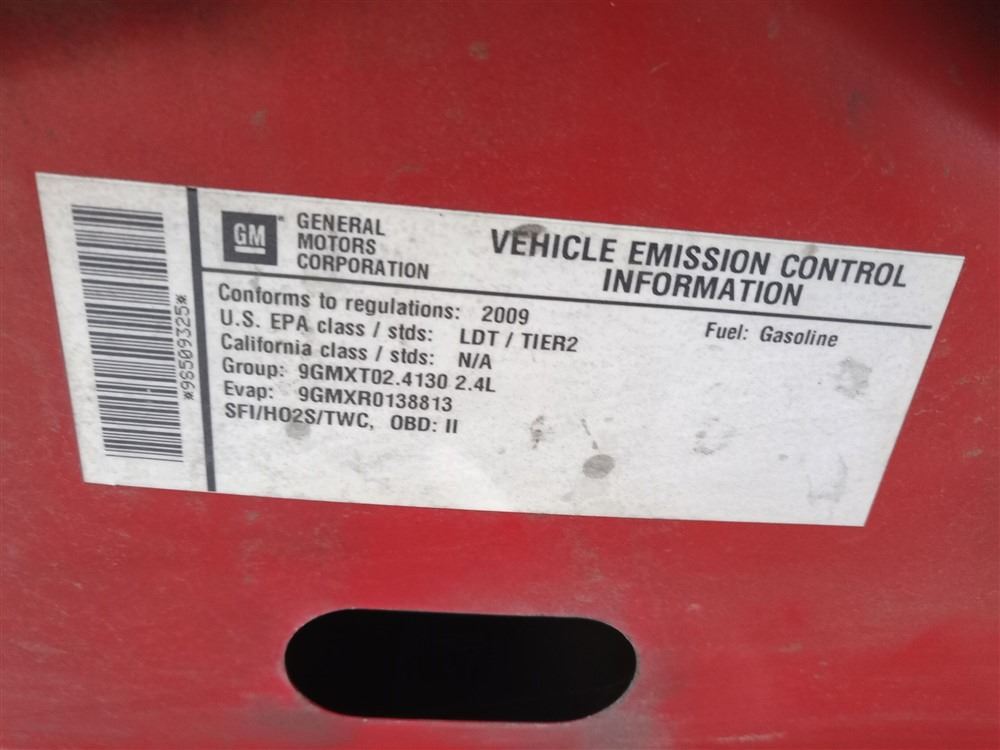 *96509325*
GM
GENERAL
MOTORS
CORPORATION
VEHICLE EMISSION CONTROL
INFORMATION
Conforms to regulations: 2009
Fuel: Gasoline
U.S. EPA class / stds: LDT / TIER2
California class / stds: N/A
Group: 9GMXT02.4130 2.4L
Evap: 9GMXR0138813
SFI/HO2S/TWC, OBD: II